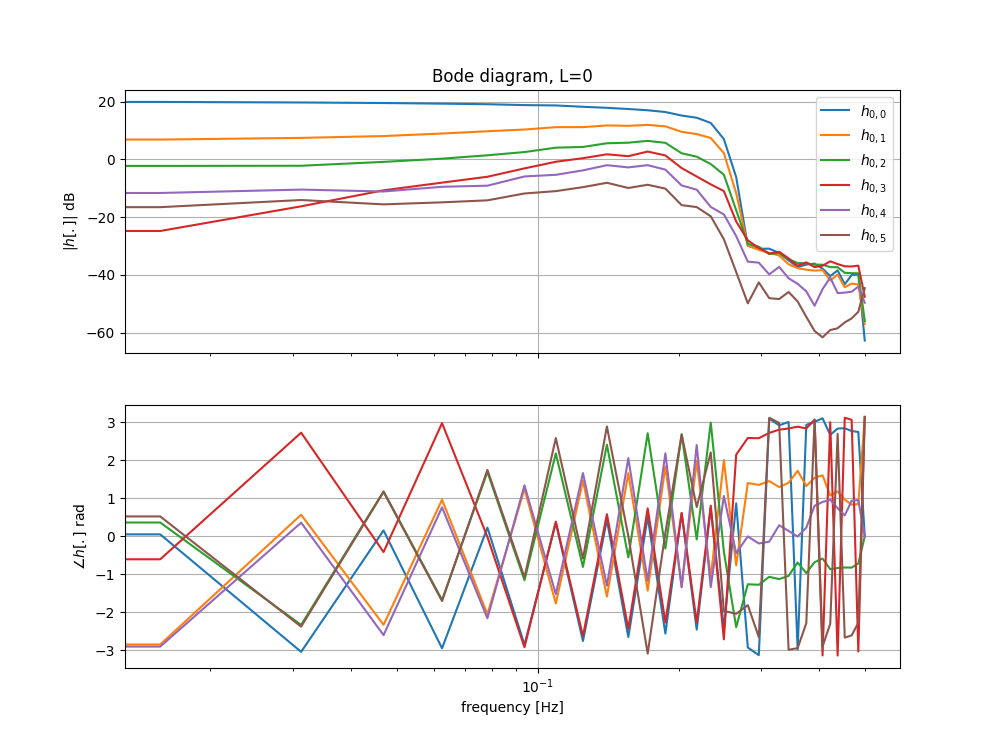 Bode diagram, L=0
|h[.]| dB
20
0
−20
−40
−60
h0,0
h0,1
h0,2
h0,3
h0,4
h0,5
∠h[.] rad
3
2
1
0
−1
−2
−3
10⁻¹
frequency [Hz]